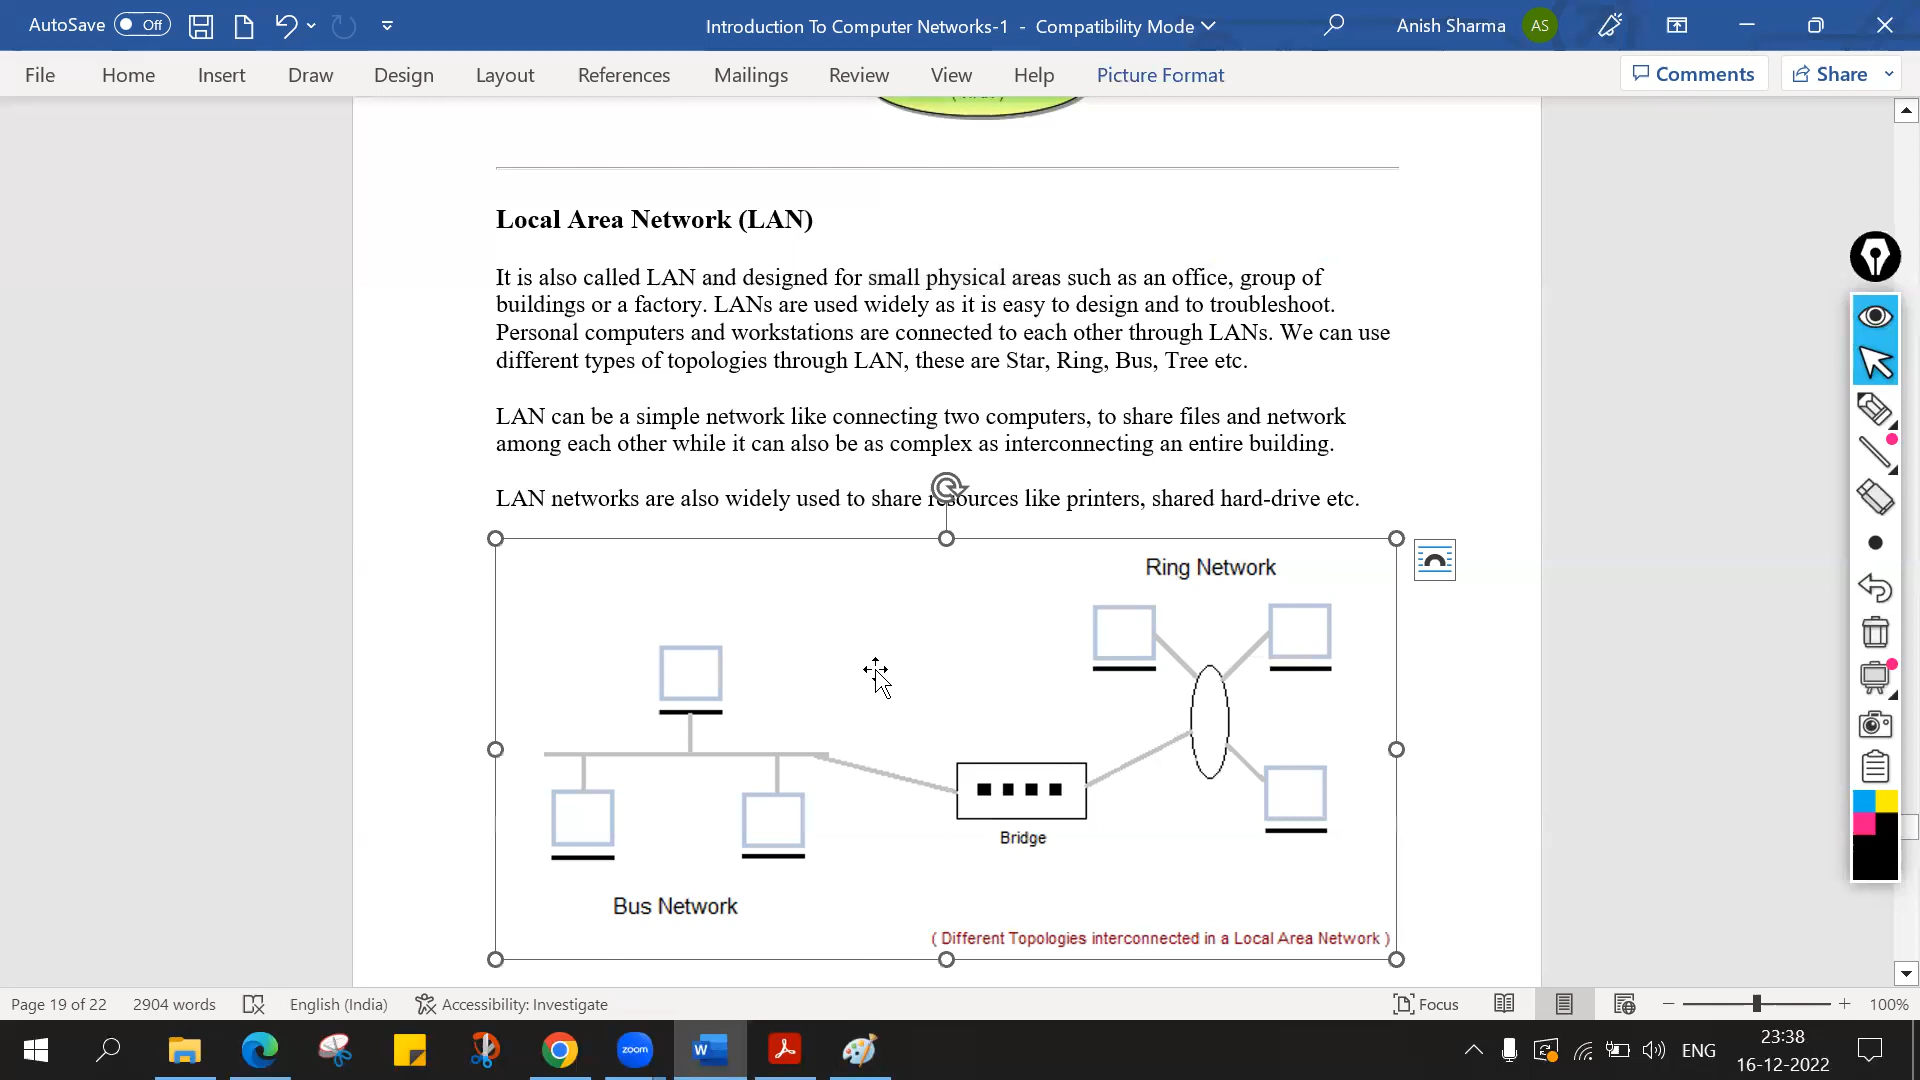 AutoSave Off
Introduction To Computer Networks-1 - Compatibility Mode
Anish Sharma AS
File Home Insert Draw Design Layout References Mailings Review View Help Picture Format
Comments Share
Local Area Network (LAN)
It is also called LAN and designed for small physical areas such as an office, group of
buildings or a factory. LANs are used widely as it is easy to design and to troubleshoot.
Personal computers and workstations are connected to each other through LANs. We can use
different types of topologies through LAN, these are Star, Ring, Bus, Tree etc.
LAN can be a simple network like connecting two computers, to share files and network
among each other while it can also be as complex as interconnecting an entire building.
LAN networks are also widely used to share resources like printers, shared hard-drive etc.
Ring Network
Bridge
Bus Network
( Different Topologies interconnected in a Local Area Network )
Page 19 of 22 2904 words English (India) Accessibility: Investigate Focus 100%
zoom
W
ENG
23:38
16-12-2022